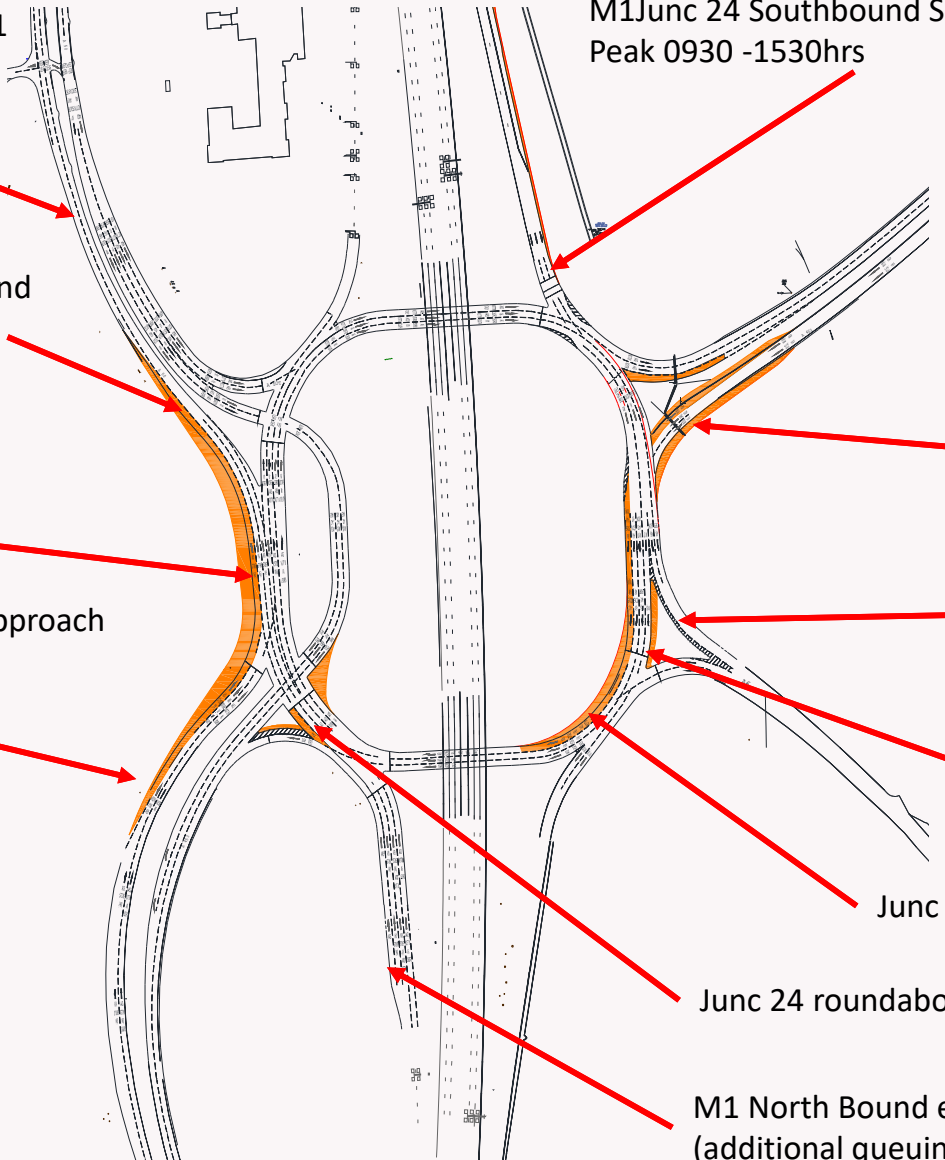 M1Junc 24 Southbound S
Peak 0930 -1530hrs
1
nd
pproach
Junc
Junc 24 roundabo
M1 North Bound e
(additional queuin